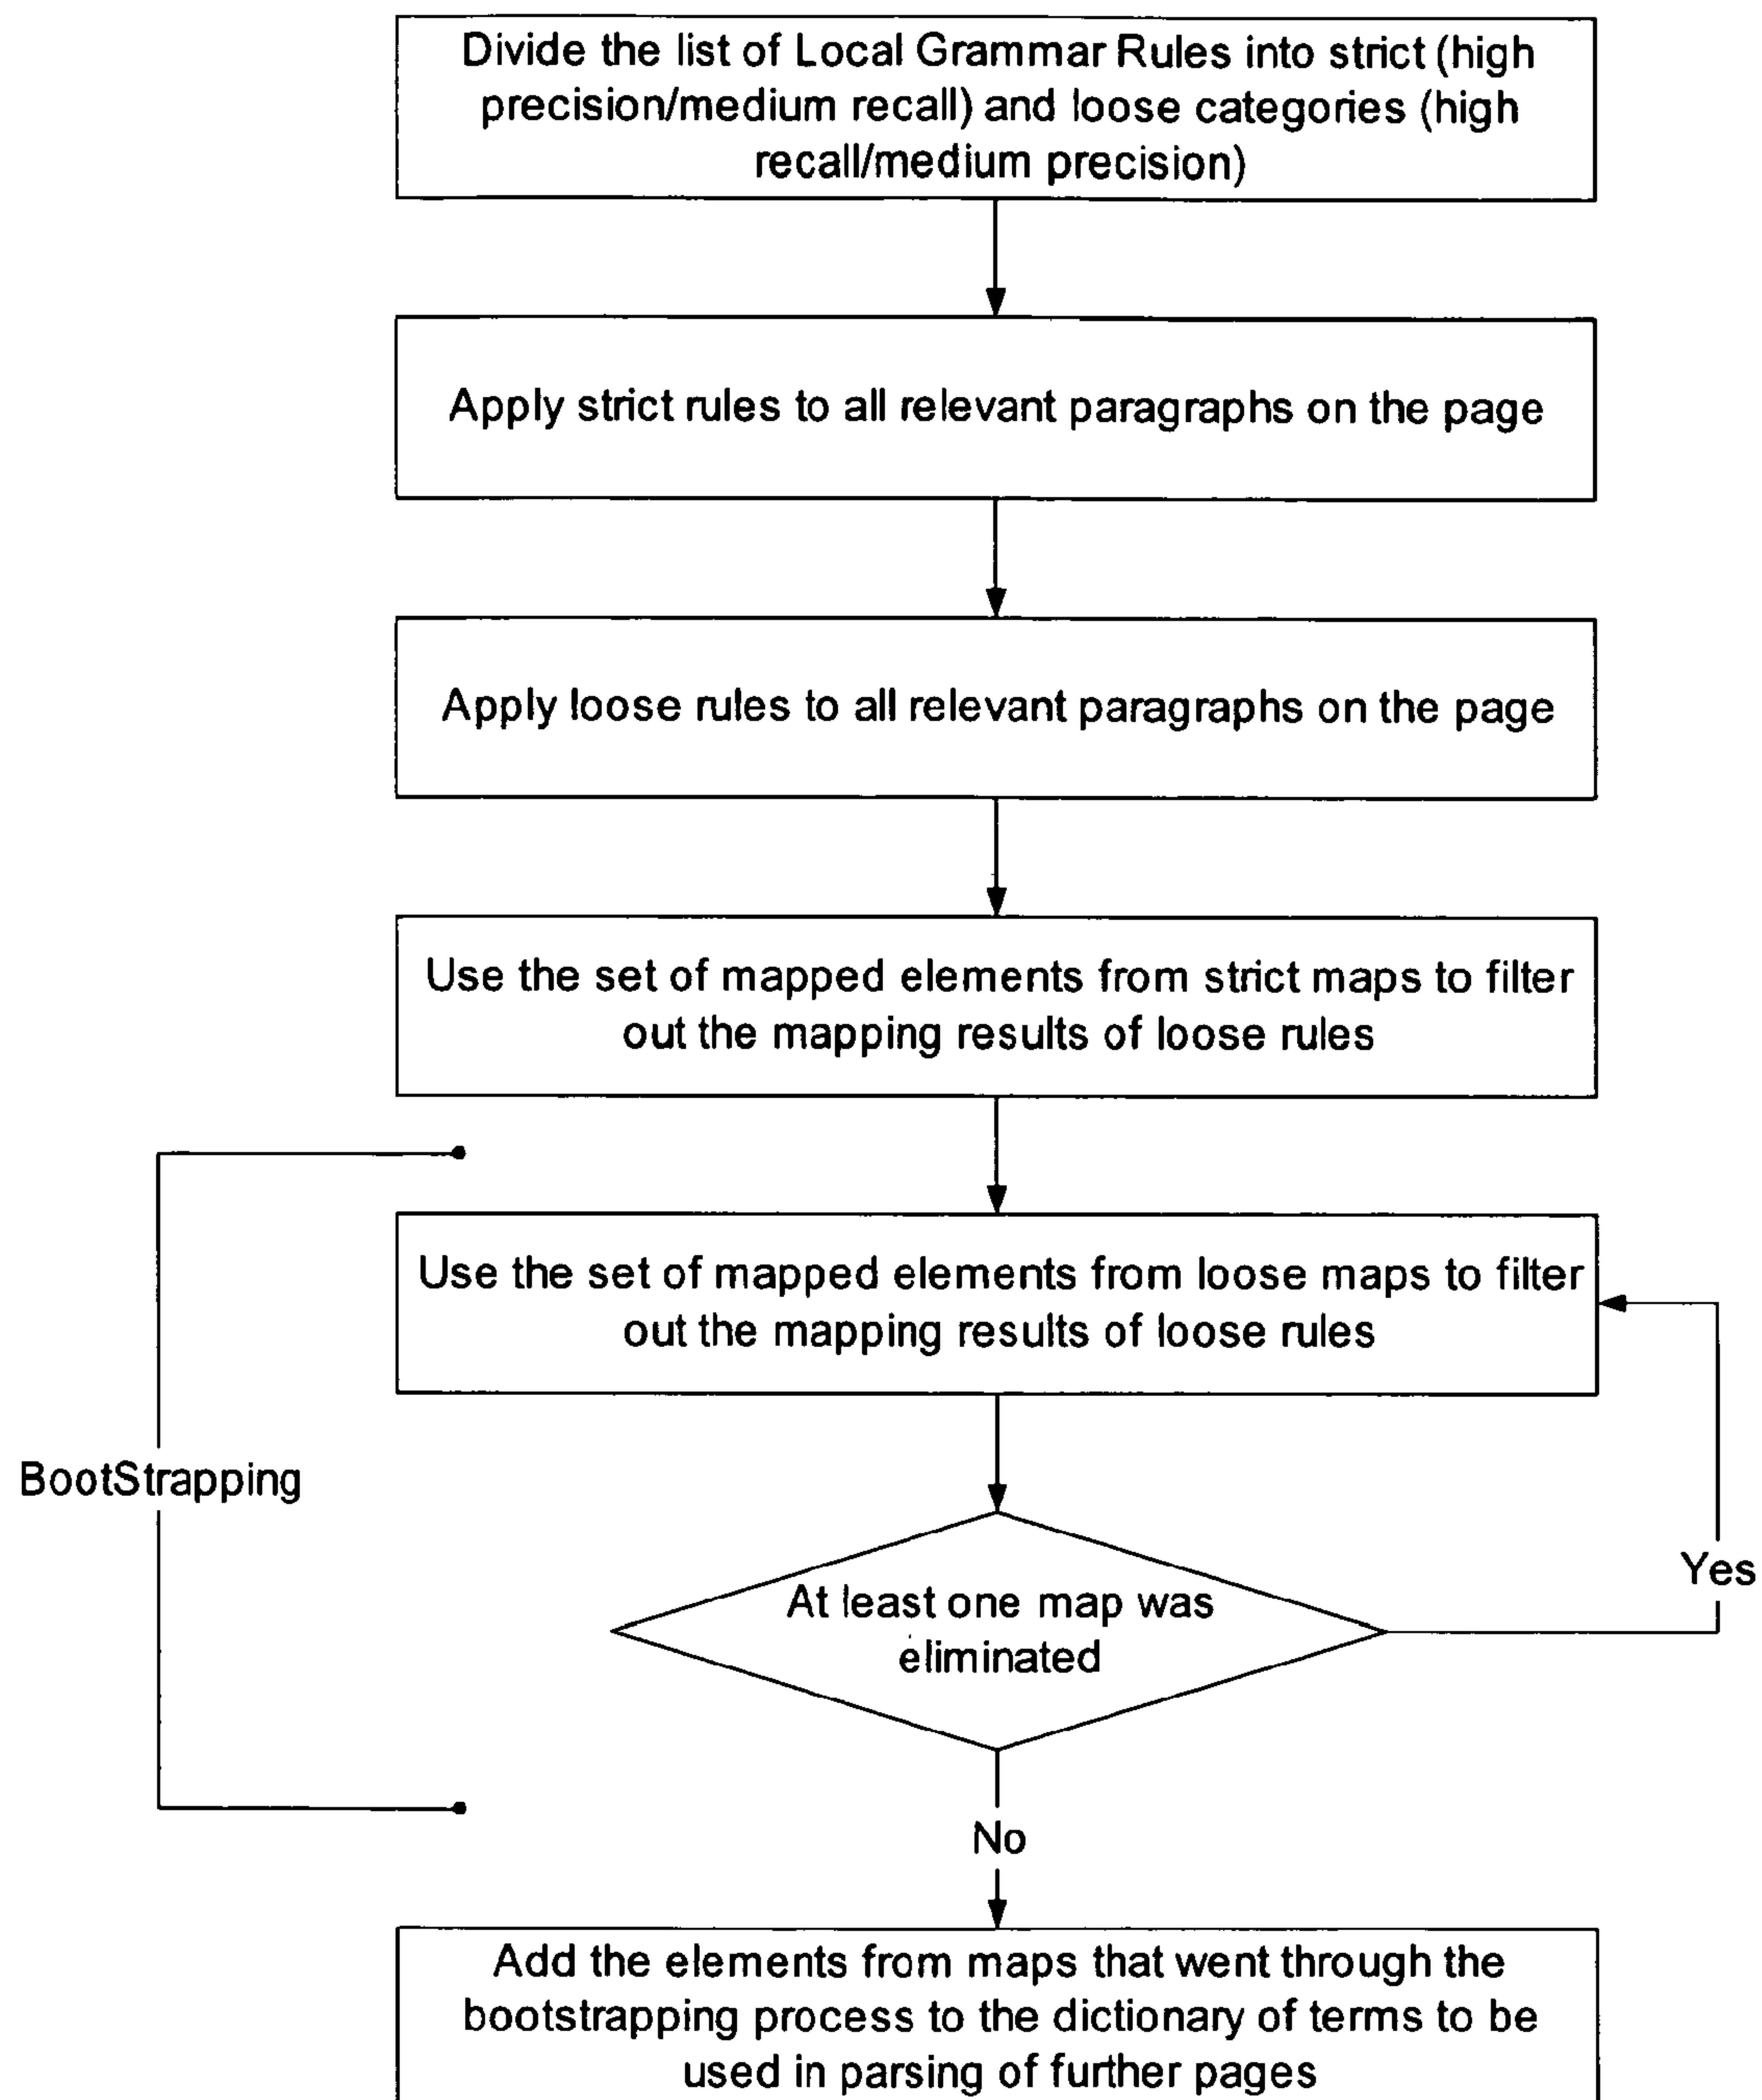 Divide the list of Local Grammar Rules into strict (high
precision/medium recall) and loose categories (high
recall/medium precision)
Apply strict rules to all relevant paragraphs on the page
Apply loose rules to all relevant paragraphs on the page
Use the set of mapped elements from strict maps to filter
out the mapping results of loose rules
Use the set of mapped elements from loose maps to filter
out the mapping results of loose rules
BootStrapping
At least one map was
eliminated
Yes
No
Add the elements from maps that went through the
bootstrapping process to the dictionary of terms to be
used in parsing of further pages